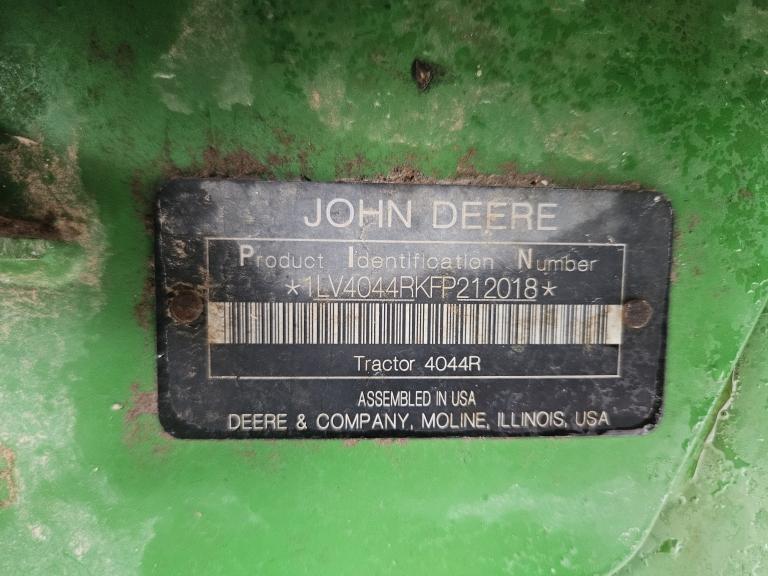 JOHN DEERE
Product Identification Number
*1LV4044RKFP212018*
Tractor 4044R
ASSEMBLED IN USA
DEERE & COMPANY, MOLINE, ILLINOIS, USA